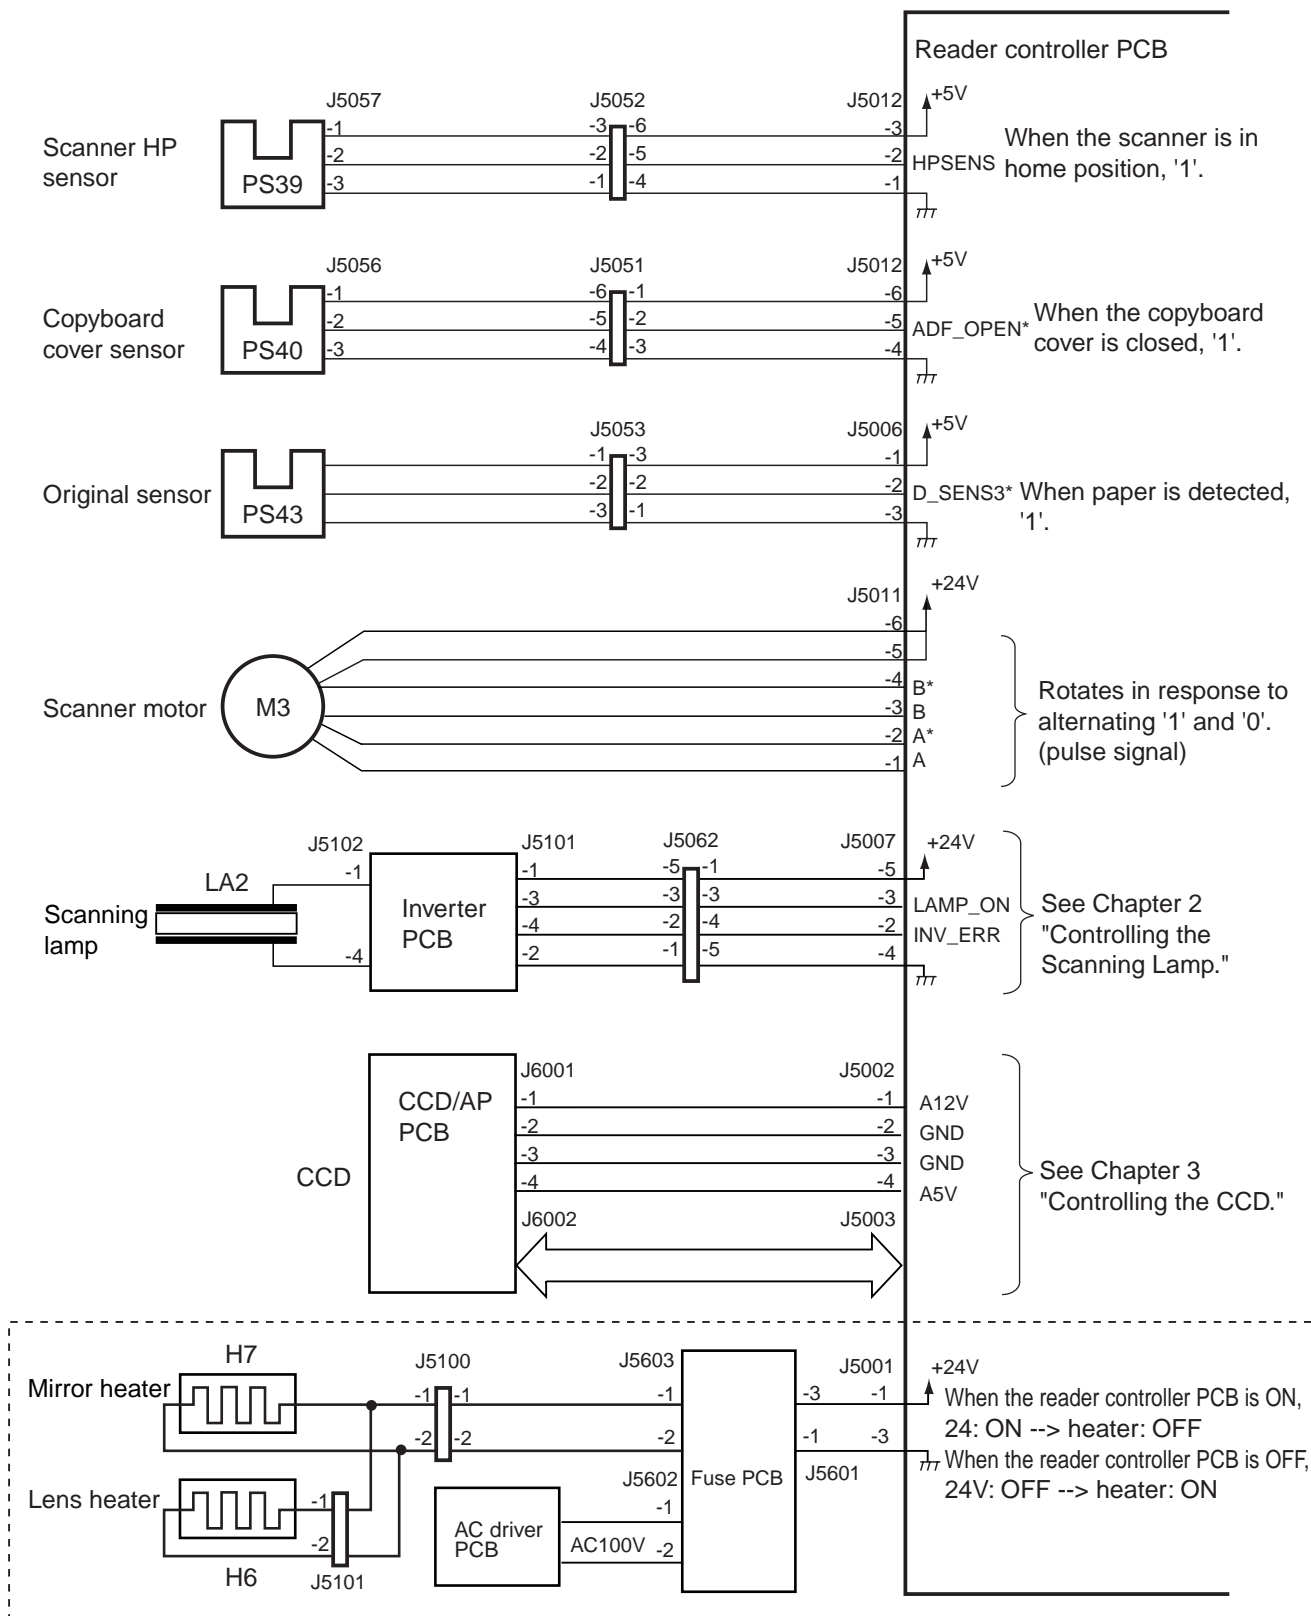 Reader controller PCB
J5057 J5052 J5012 +5V
Scanner HP
sensor
PS39
-1 -3 -6 -3
-2 -2 -5 -2 HPSENS
-3 -1 -4 -1
When the scanner is in
home position, '1'.
J5056 J5051 J5012 +5V
Copyboard
cover sensor
PS40
-1 -6 -1 -6
-2 -5 -2 -5 ADF_OPEN*
-3 -4 -3 -4
When the copyboard
cover is closed, '1'.
J5053 J5006 +5V
Original sensor
PS43
-1 -3 -1
-2 -2 -2 D_SENS3*
-3 -1 -3
When paper is detected,
'1'.
J5011 +24V
Scanner motor
M3
-6
-5
-4 B*
-3 B
-2 A*
-1 A
Rotates in response to
alternating '1' and '0'.
(pulse signal)
J5102 J5101 J5062 J5007 +24V
Scanning
lamp
LA2
-1
-4
Inverter
PCB
-1 -5 -1 -5
-3 -3 -3 -3 LAMP_ON
-4 -2 -4 -2 INV_ERR
-2 -1 -5 -4
See Chapter 2
"Controlling the
Scanning Lamp."
J6001 J5002
CCD
CCD/AP
PCB
-1 -1 A12V
-2 -2 GND
-3 -3 GND
-4 -4 A5V
J6002 J5003
See Chapter 3
"Controlling the CCD."
H7 J5100 J5603 J5001 +24V
Mirror heater
-1 -1 -1 -3 -1
-2 -2 -2 -1 -3
When the reader controller PCB is ON,
24: ON --> heater: OFF
When the reader controller PCB is OFF,
24V: OFF --> heater: ON
J5602 Fuse PCB J5601
Lens heater
-1
-2
H6 J5101
AC driver
PCB
-1
AC100V -2